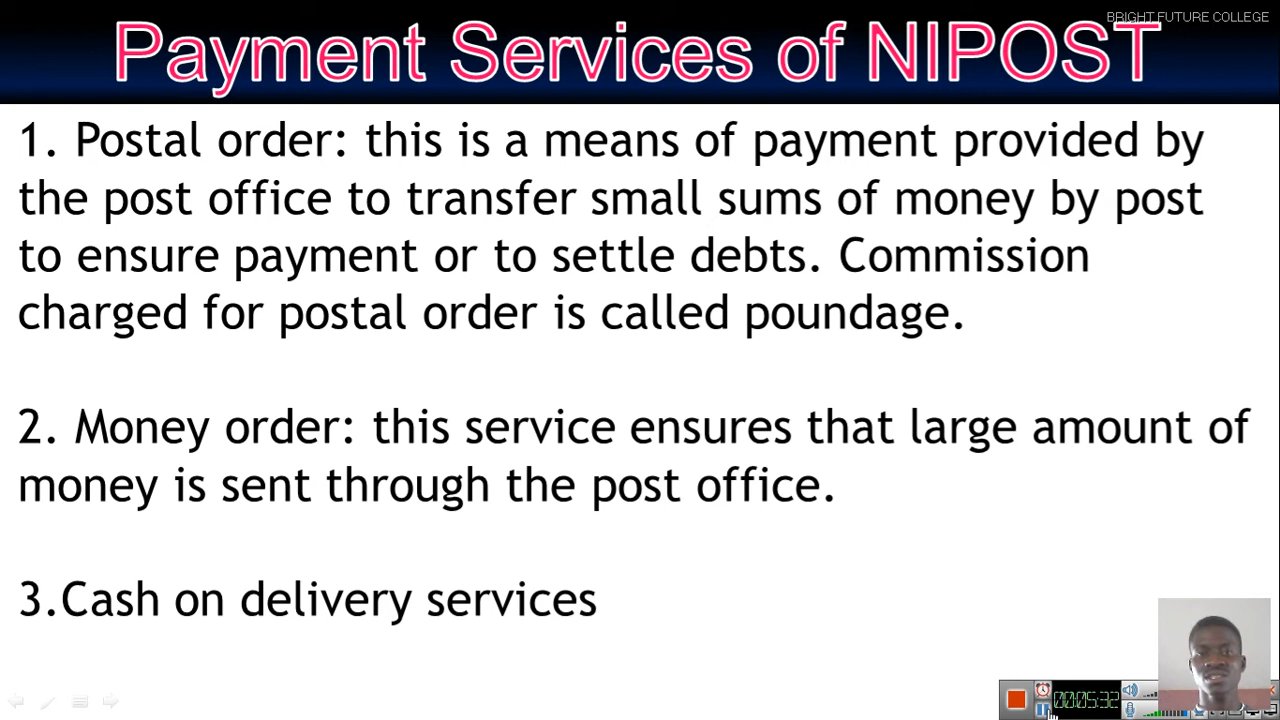 BRIGHT FUTURE COLLEGE
Payment Services of NIPOST
1. Postal order: this is a means of payment provided by
the post office to transfer small sums of money by post
to ensure payment or to settle debts. Commission
charged for postal order is called poundage.
2. Money order: this service ensures that large amount of
money is sent through the post office.
3.Cash on delivery services
00:05:32